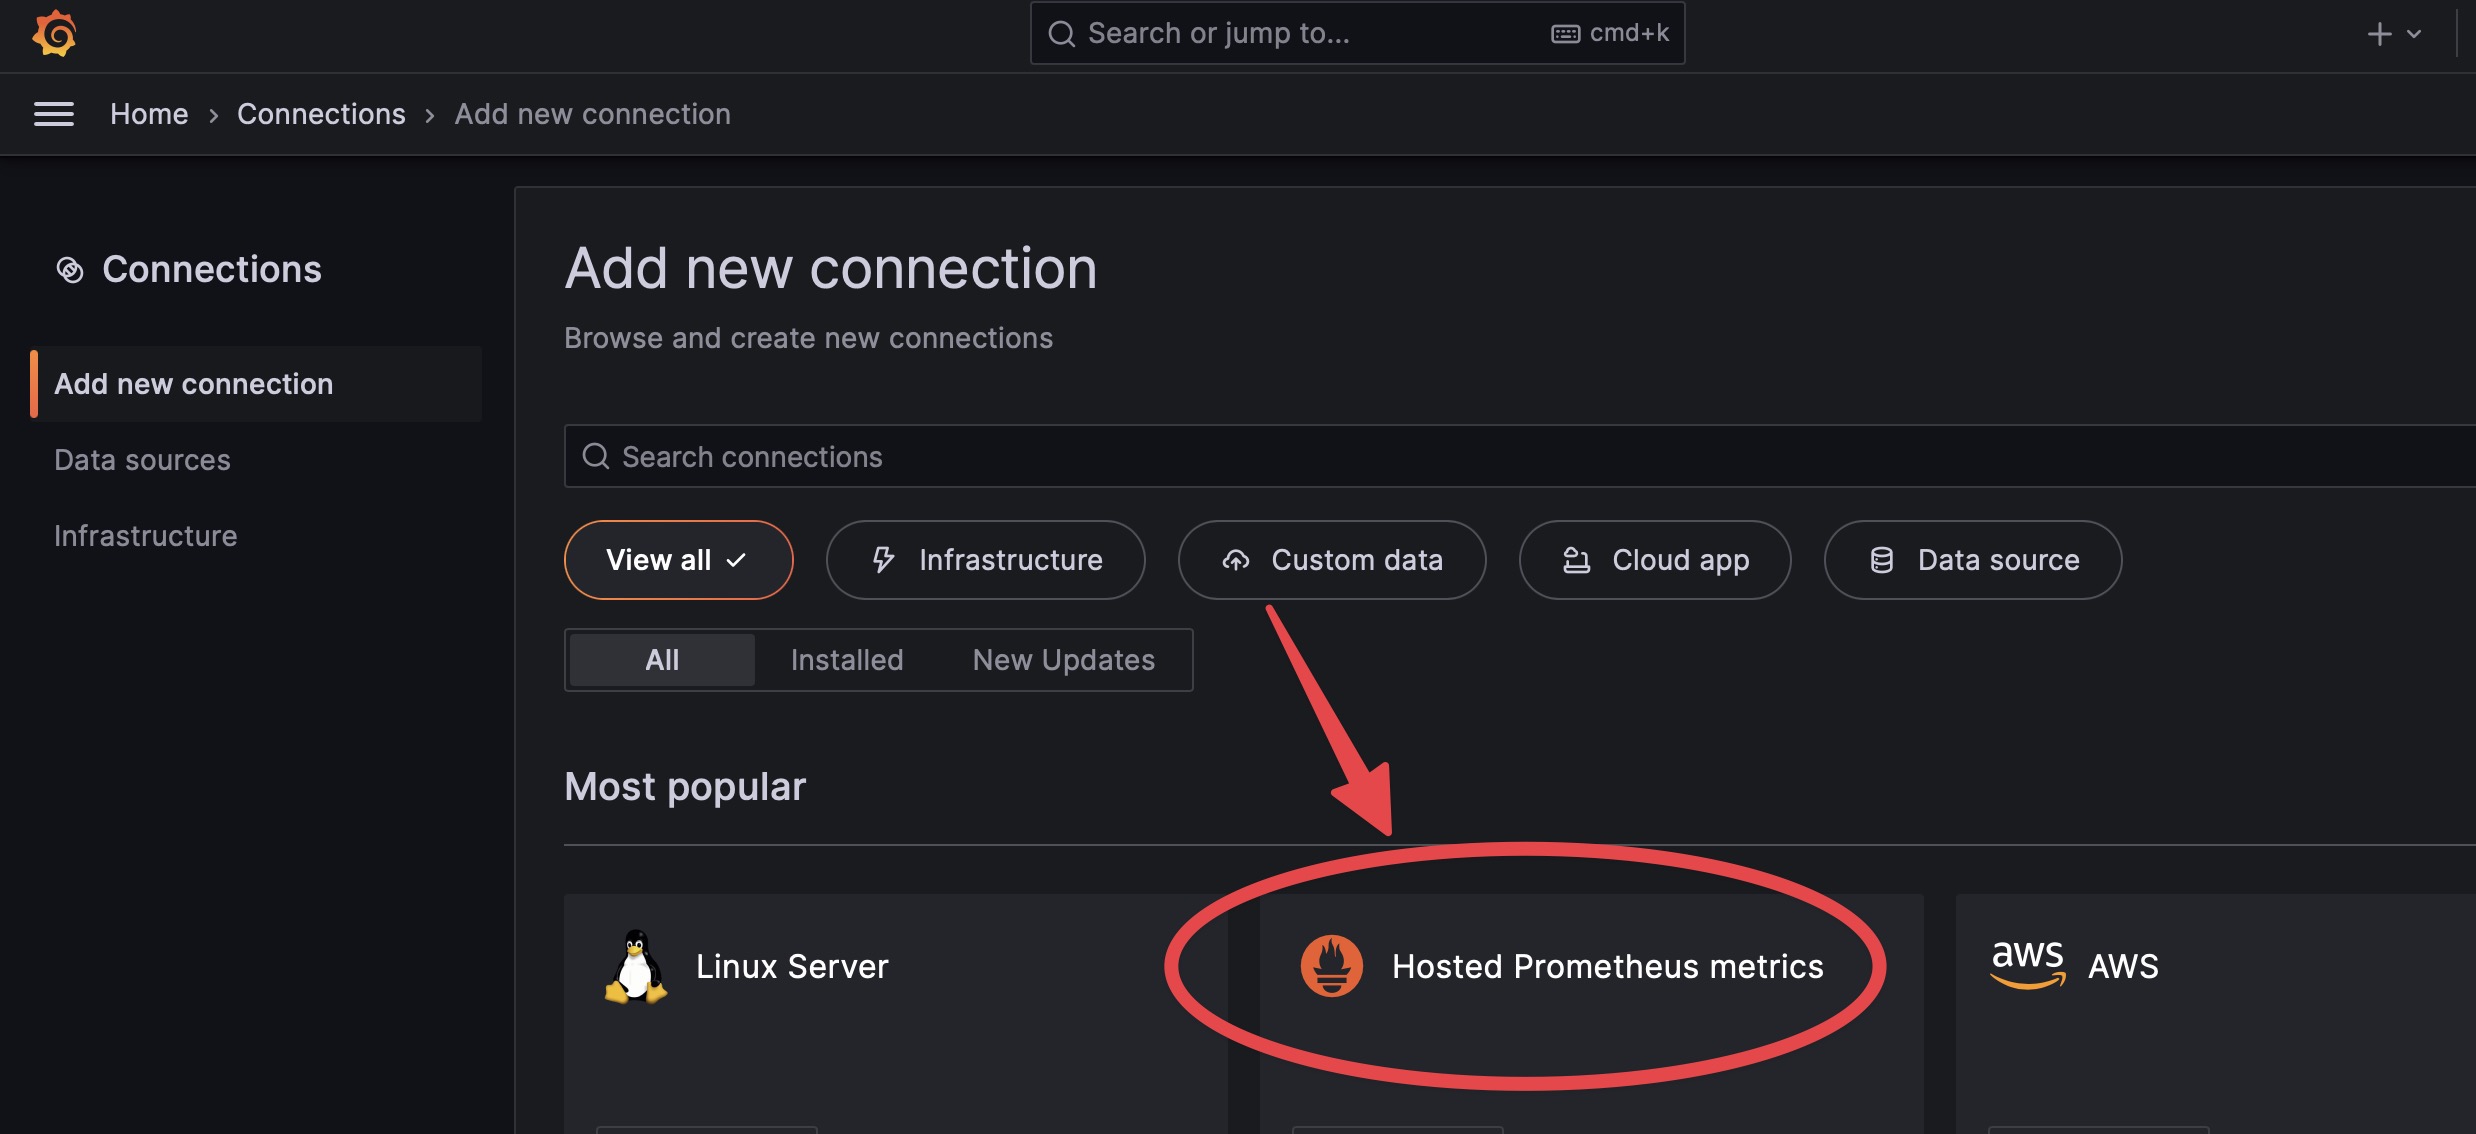 Search or jump to...
cmd+k
Home › Connections › Add new connection
Connections
Add new connection
Data sources
Infrastructure
Add new connection
Browse and create new connections
Search connections
View all
Infrastructure
Custom data
Cloud app
Data source
All
Installed
New Updates
Most popular
Linux Server
Hosted Prometheus metrics
aws
AWS